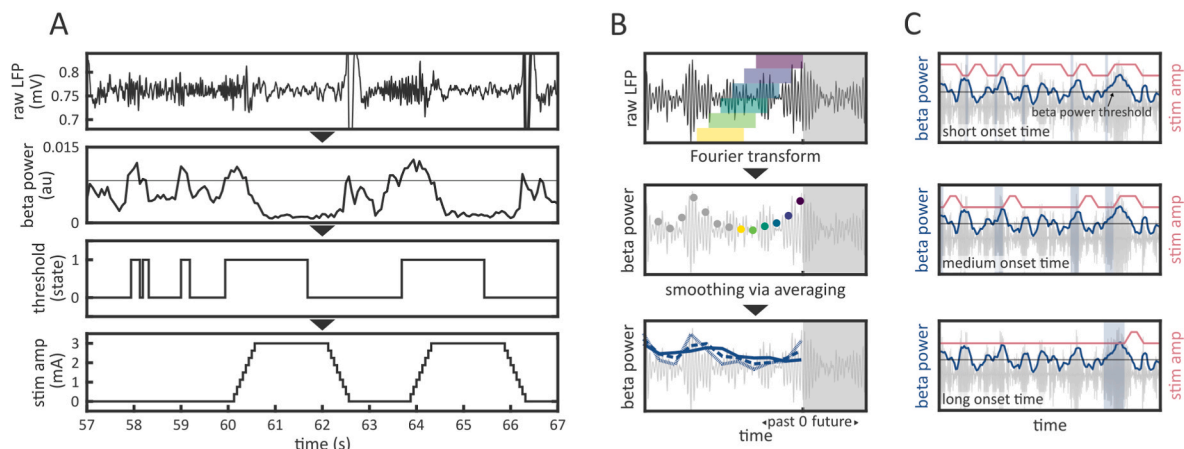 A
raw LFP
(mV)
0.8
0.75
0.7
beta power
(au)
0.015
0
threshold
(state)
1
0
stim amp
(mA)
3
2
1
0
57 58 59 60 61 62 63 64 65 66 67
time (s)
B
raw LFP
Fourier transform
beta power
smoothing via averaging
beta power
◂past 0 future▸
time
C
beta power
stim amp
beta power threshold
short onset time
beta power
stim amp
medium onset time
beta power
stim amp
long onset time
time